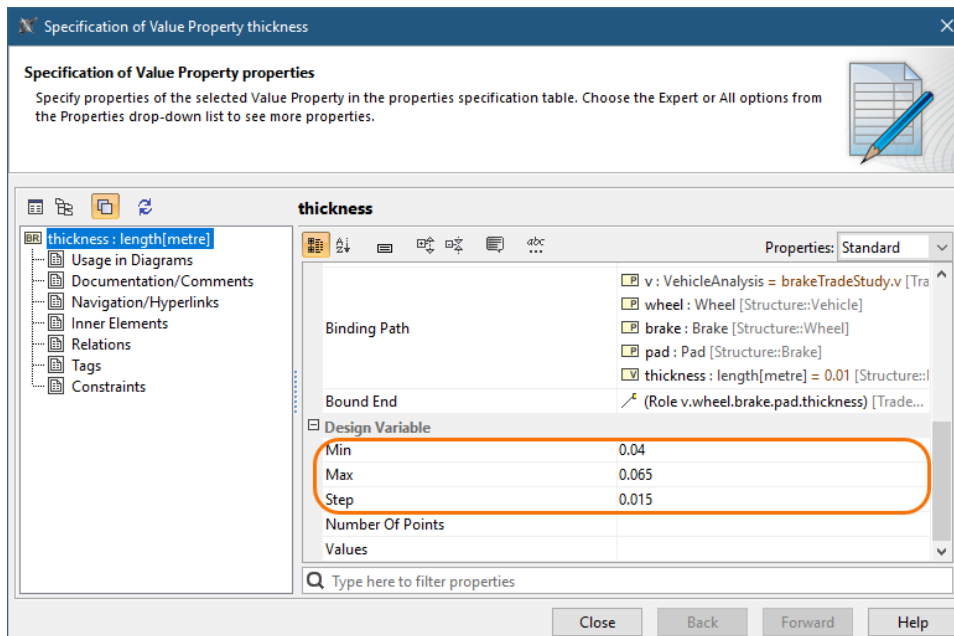 Specification of Value Property thickness
Specification of Value Property properties
Specify properties of the selected Value Property in the properties specification table. Choose the Expert or All options from
the Properties drop-down list to see more properties.
thickness
BR thickness : length[metre]
Usage in Diagrams
Documentation/Comments
Navigation/Hyperlinks
Inner Elements
Relations
Tags
Constraints
Properties: Standard
Binding Path
P v : VehicleAnalysis = brakeTradeStudy.v [Tra
P wheel : Wheel [Structure::Vehicle]
P brake : Brake [Structure::Wheel]
P pad : Pad [Structure::Brake]
V thickness : length[metre] = 0.01 [Structure::
Bound End (Role v.wheel.brake.pad.thickness) [Trade...
Design Variable
Min 0.04
Max 0.065
Step 0.015
Number Of Points
Values
Type here to filter properties
Close Back Forward Help